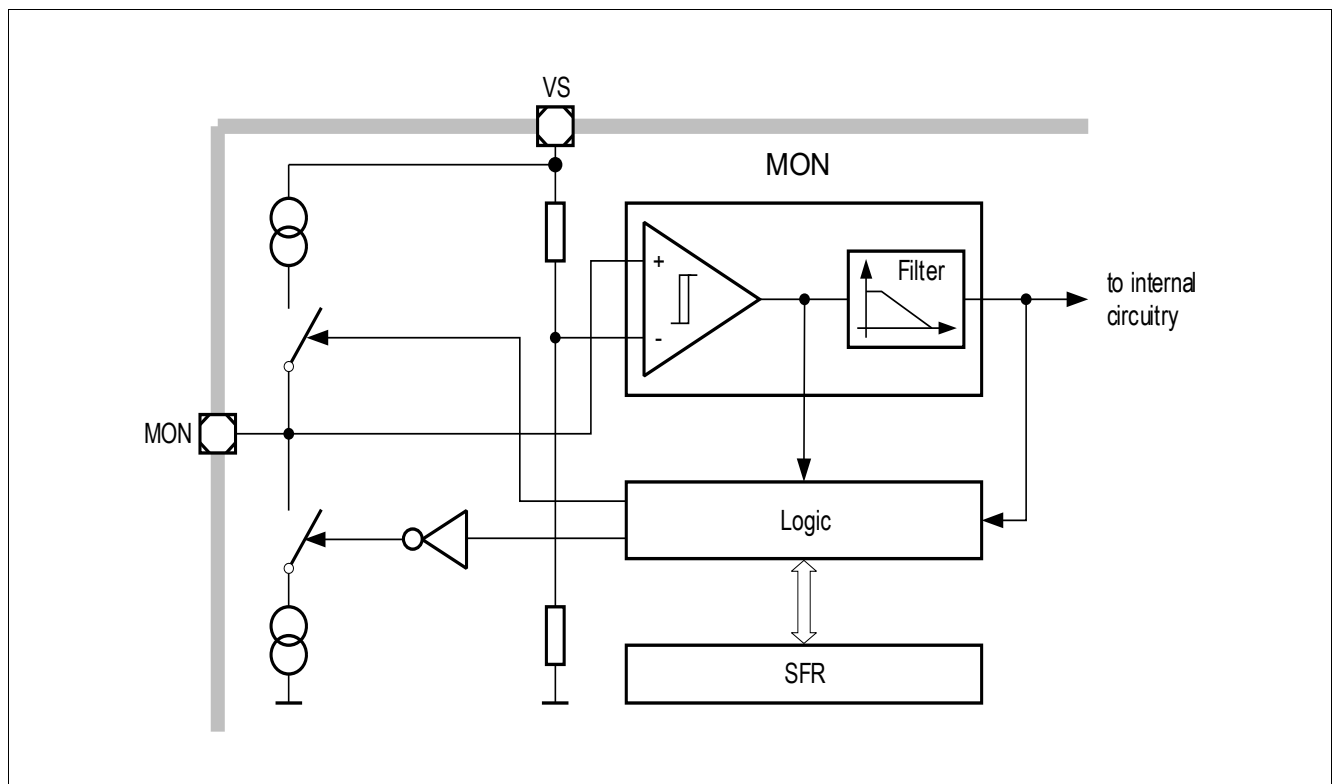 VS
MON
+
-
Filter
to internal
circuitry
MON
Logic
SFR